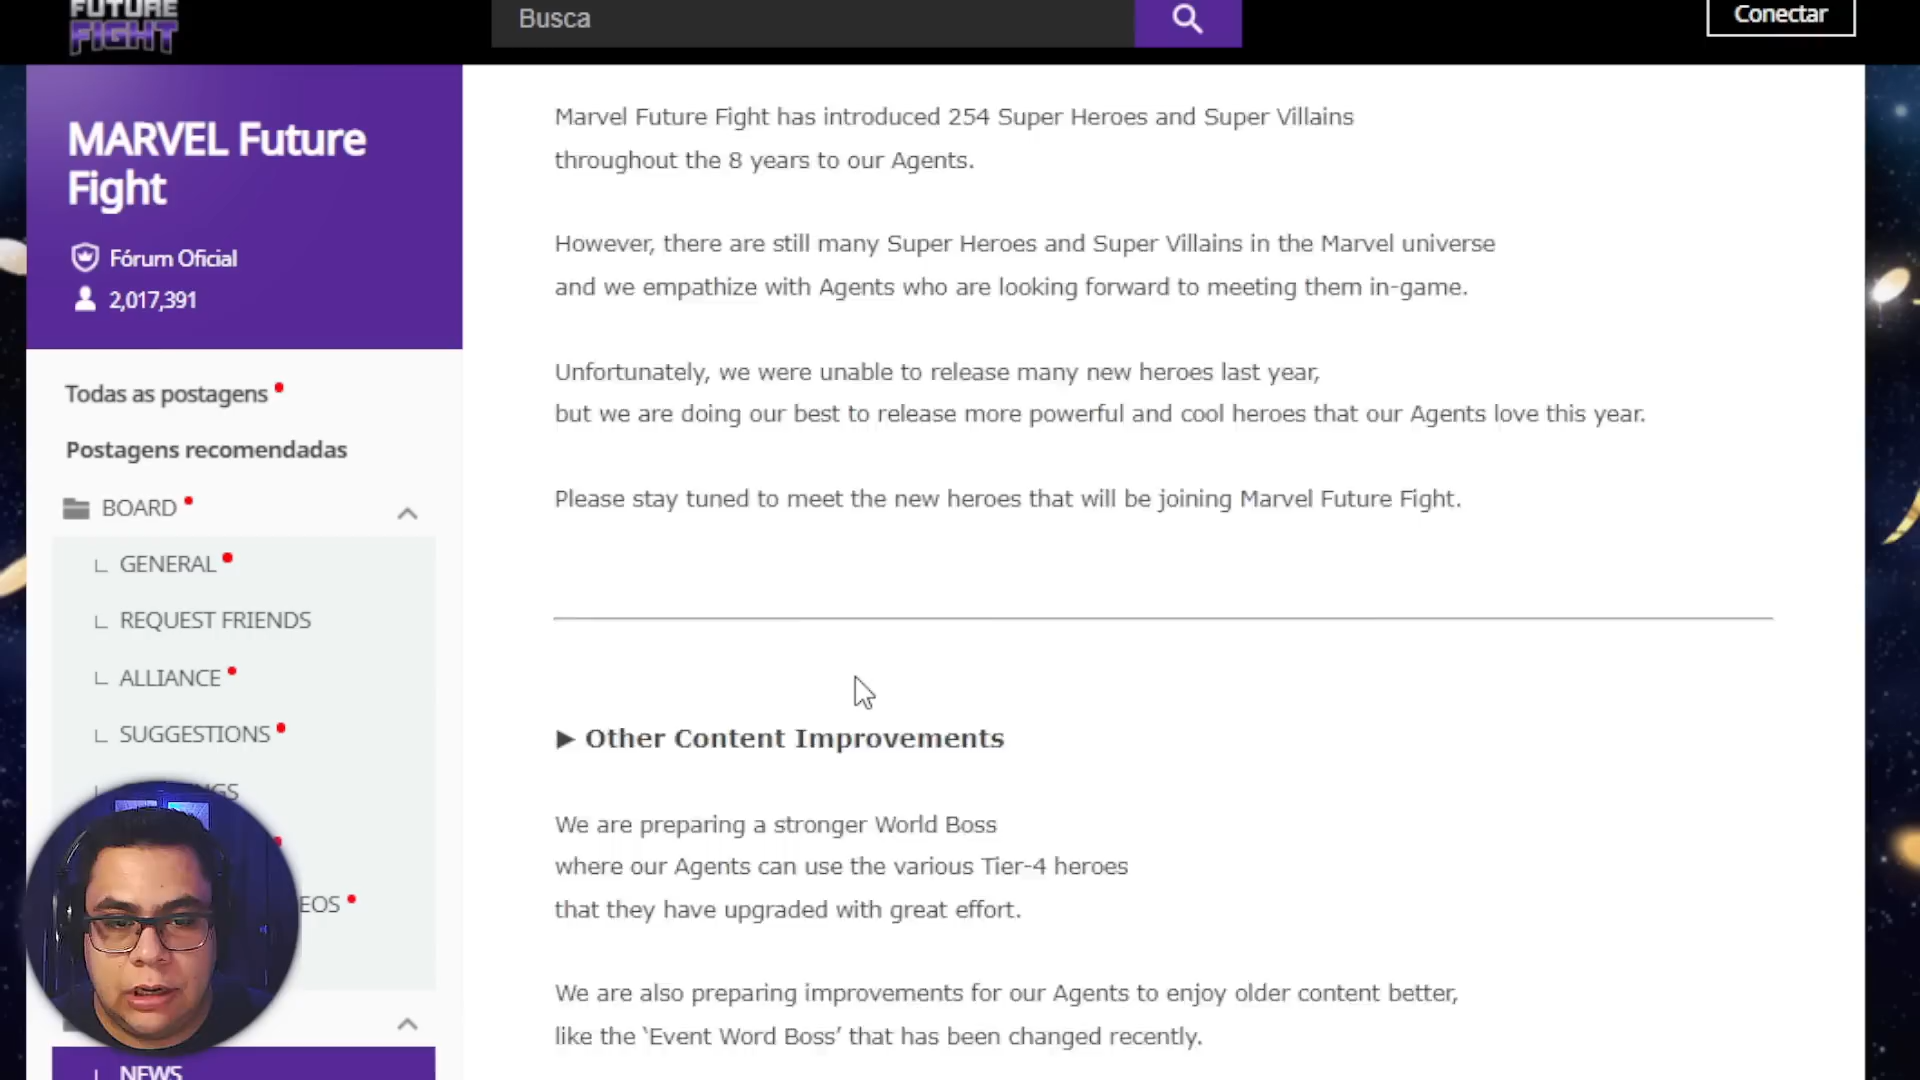 FUTURE
FIGHT
Busca
Conectar
MARVEL Future
Fight
Fórum Oficial
2,017,391
Todas as postagens
Postagens recomendadas
BOARD
GENERAL
REQUEST FRIENDS
ALLIANCE
SUGGESTIONS
NEWS
Marvel Future Fight has introduced 254 Super Heroes and Super Villains
throughout the 8 years to our Agents.
However, there are still many Super Heroes and Super Villains in the Marvel universe
and we empathize with Agents who are looking forward to meeting them in-game.
Unfortunately, we were unable to release many new heroes last year,
but we are doing our best to release more powerful and cool heroes that our Agents love this year.
Please stay tuned to meet the new heroes that will be joining Marvel Future Fight.
▶ Other Content Improvements
We are preparing a stronger World Boss
where our Agents can use the various Tier-4 heroes
that they have upgraded with great effort.
We are also preparing improvements for our Agents to enjoy older content better,
like the ‘Event Word Boss’ that has been changed recently.